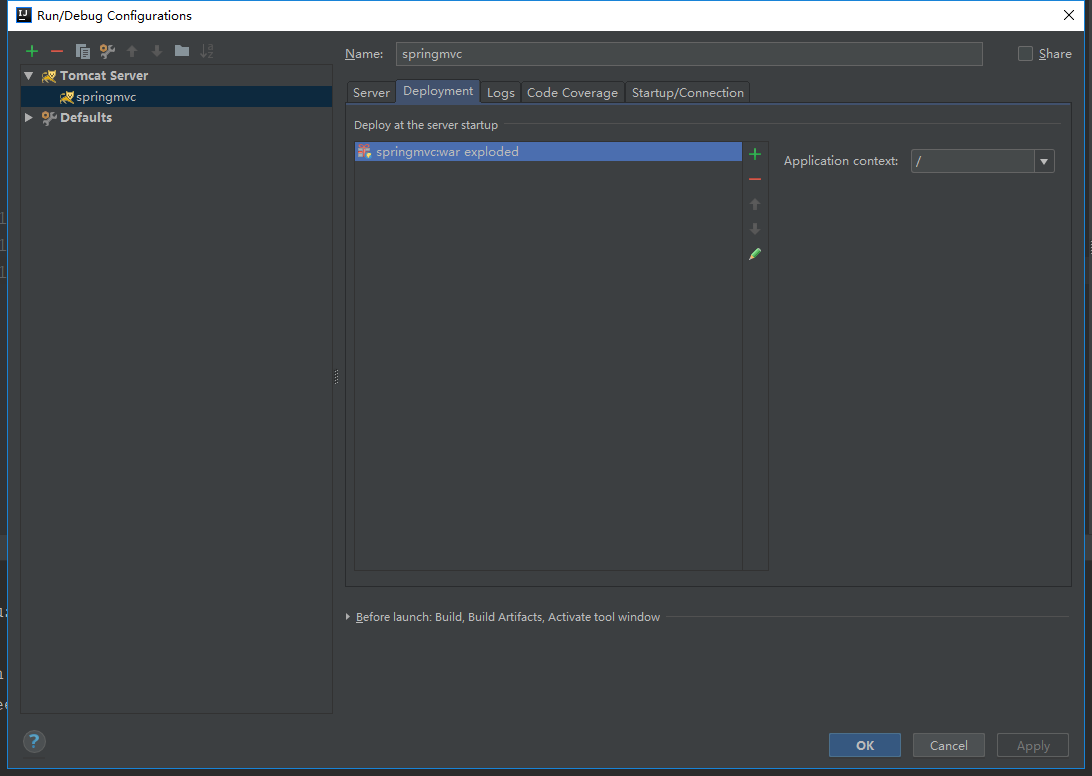 Run/Debug Configurations
Name: springmvc Share
Tomcat Server
springmvc
Defaults
Server Deployment Logs Code Coverage Startup/Connection
Deploy at the server startup
springmvc:war exploded
Application context: /
Before launch: Build, Build Artifacts, Activate tool window
? OK Cancel Apply